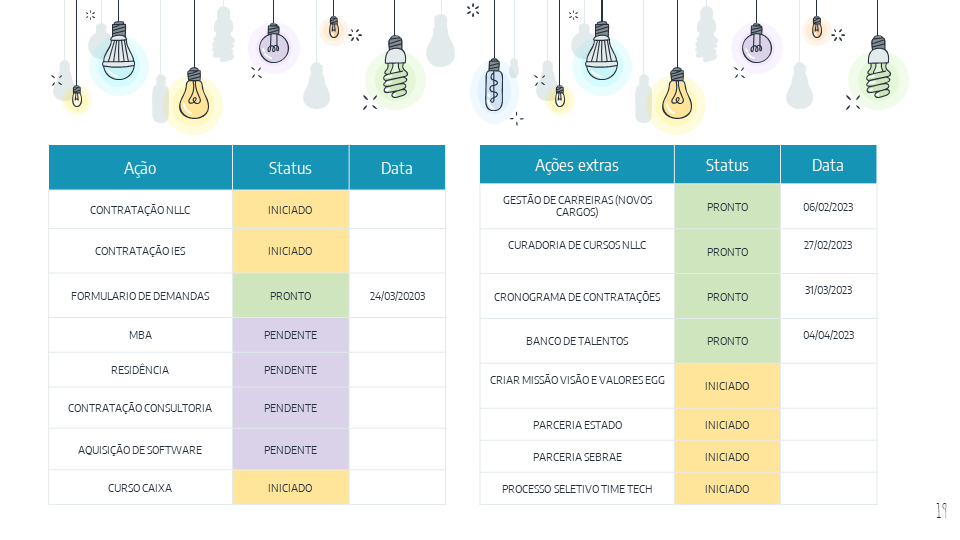 Ação Status Data
CONTRATAÇÃO NLLC INICIADO
CONTRATAÇÃO IES INICIADO
FORMULARIO DE DEMANDAS PRONTO 24/03/20203
MBA PENDENTE
RESIDÊNCIA PENDENTE
CONTRATAÇÃO CONSULTORIA PENDENTE
AQUISIÇÃO DE SOFTWARE PENDENTE
CURSO CAIXA INICIADO
Ações extras Status Data
GESTÃO DE CARREIRAS (NOVOS
CARGOS) PRONTO 06/02/2023
CURADORIA DE CURSOS NLLC PRONTO 27/02/2023
CRONOGRAMA DE CONTRATAÇÕES PRONTO 31/03/2023
BANCO DE TALENTOS PRONTO 04/04/2023
CRIAR MISSÃO VISÃO E VALORES EGG INICIADO
PARCERIA ESTADO INICIADO
PARCERIA SEBRAE INICIADO
PROCESSO SELETIVO TIME TECH INICIADO
19